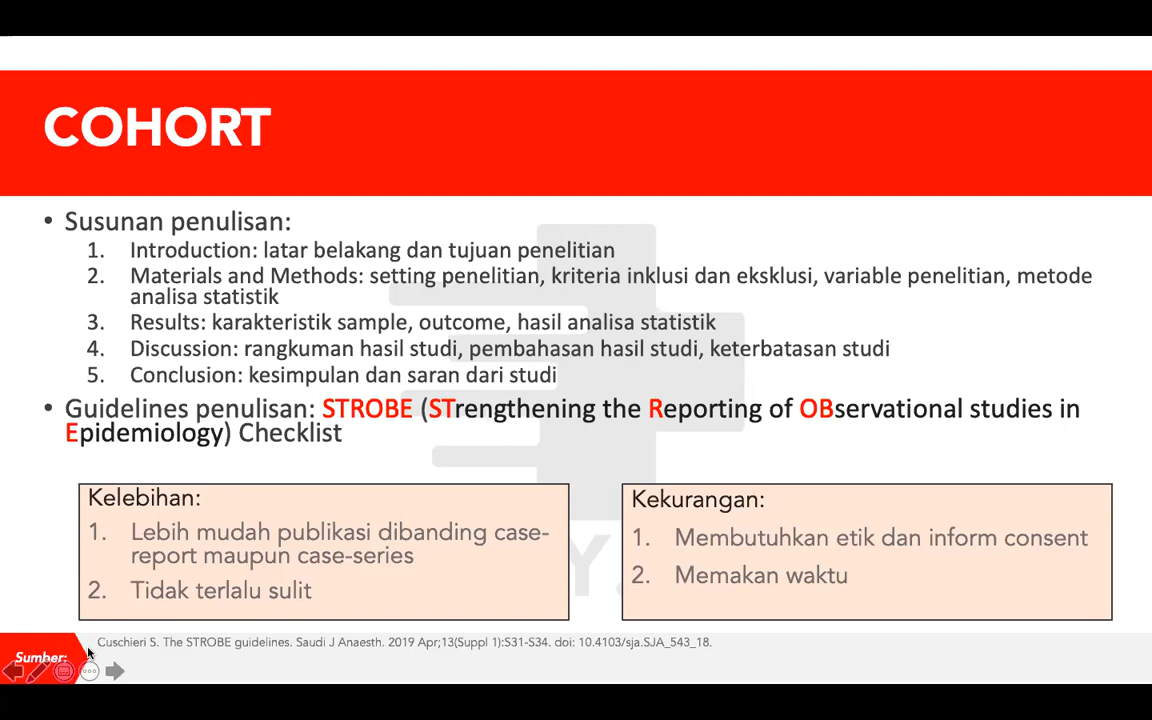 COHORT
• Susunan penulisan:
1. Introduction: latar belakang dan tujuan penelitian
2. Materials and Methods: setting penelitian, kriteria inklusi dan eksklusi, variable penelitian, metode
analisa statistik
3. Results: karakteristik sample, outcome, hasil analisa statistik
4. Discussion: rangkuman hasil studi, pembahasan hasil studi, keterbatasan studi
5. Conclusion: kesimpulan dan saran dari studi
• Guidelines penulisan: STROBE (STrengthening the Reporting of OBservational studies in
Epidemiology) Checklist
Kelebihan:
1. Lebih mudah publikasi dibanding case-
report maupun case-series
2. Tidak terlalu sulit
Kekurangan:
1. Membutuhkan etik dan inform consent
2. Memakan waktu
Sumber:
Cuschieri S. The STROBE guidelines. Saudi J Anaesth. 2019 Apr;13(Suppl 1):S31-S34. doi: 10.4103/sja.SJA_543_18.